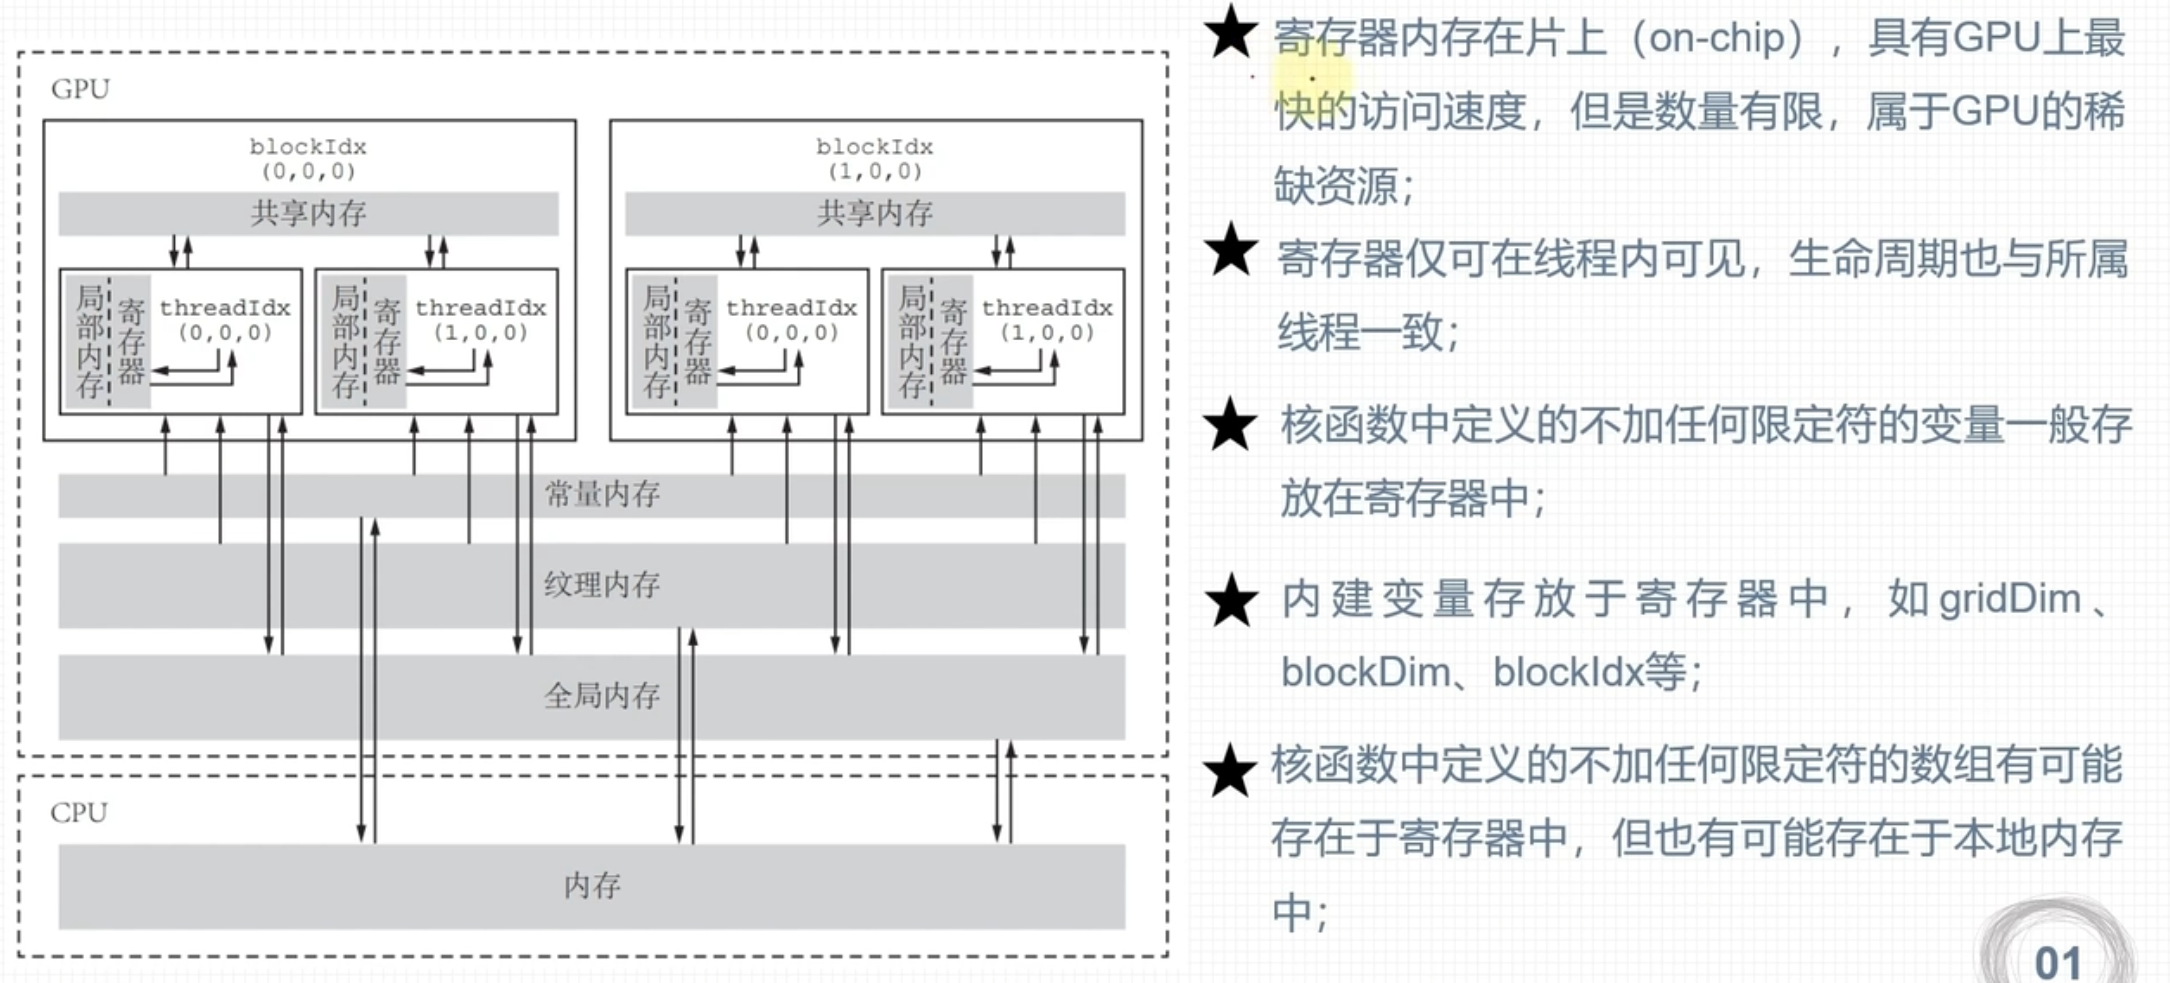 GPU
blockIdx
(0,0,0)
共享内存
局部内存
寄存器
threadIdx
(0,0,0)
局部内存
寄存器
threadIdx
(1,0,0)
blockIdx
(1,0,0)
共享内存
局部内存
寄存器
threadIdx
(0,0,0)
局部内存
寄存器
threadIdx
(1,0,0)
常量内存
纹理内存
全局内存
CPU
内存
★ 寄存器内存在片上（on-chip），具有GPU上最
快的访问速度，但是数量有限，属于GPU的稀
缺资源；
★ 寄存器仅可在线程内可见，生命周期也与所属
线程一致；
★ 核函数中定义的不加任何限定符的变量一般存
放在寄存器中；
★ 内建变量存放于寄存器中，如gridDim、
blockDim、blockIdx等；
★ 核函数中定义的不加任何限定符的数组有可能
存在于寄存器中，但也有可能存在于本地内存
中；
01